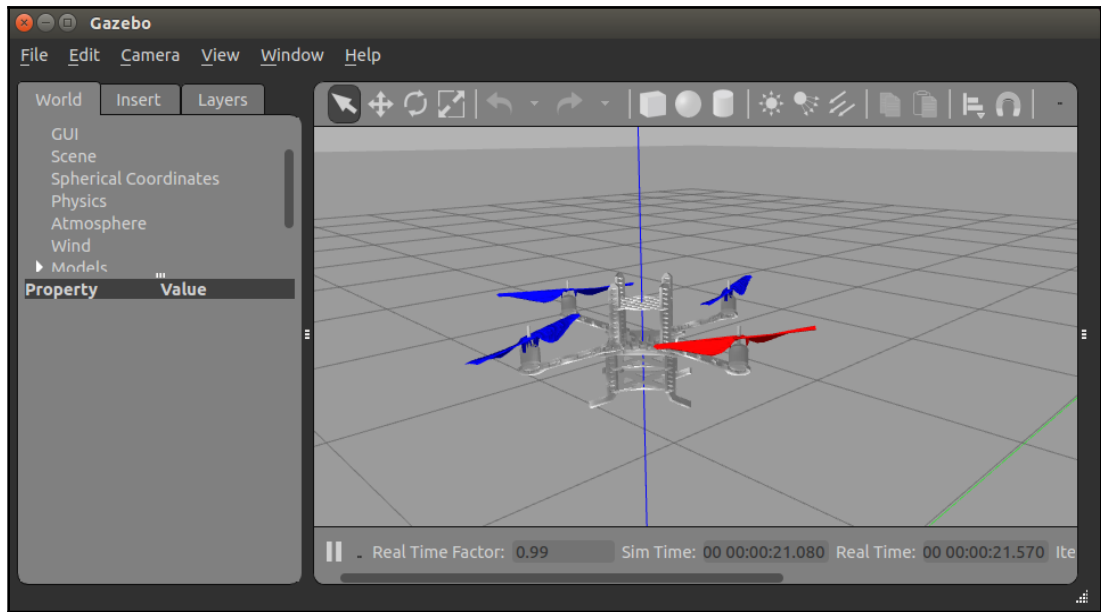 Gazebo
File Edit Camera View Window Help
World Insert Layers
GUI
Scene
Spherical Coordinates
Physics
Atmosphere
Wind
Models
Property Value
Real Time Factor: 0.99 Sim Time: 00 00:00:21.080 Real Time: 00 00:00:21.570 Ite